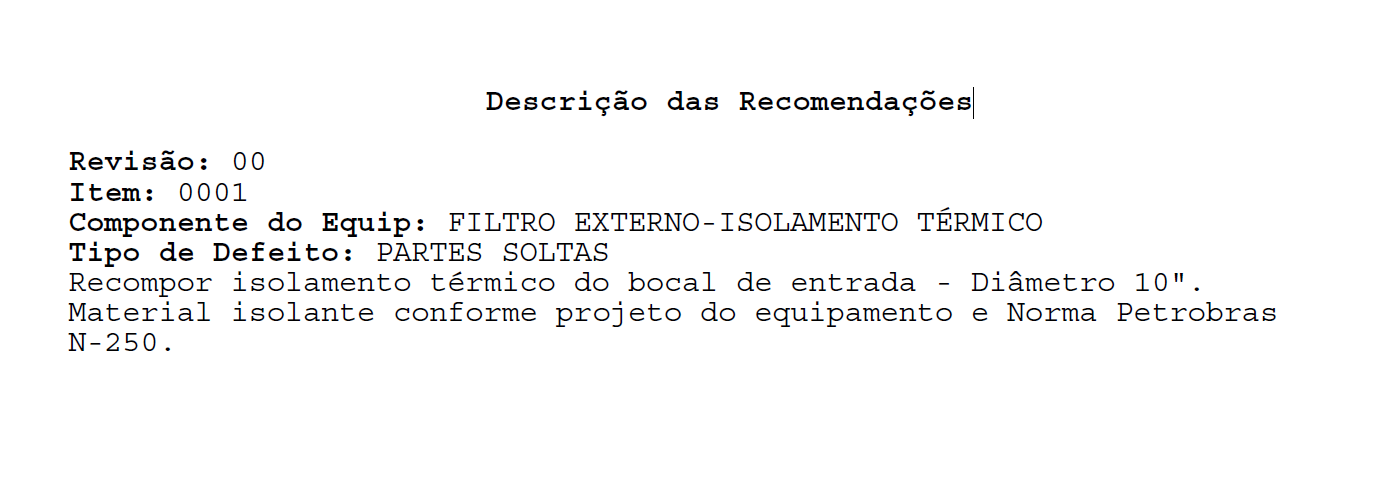 Descrição das Recomendações
Revisão: 00
Item: 0001
Componente do Equip: FILTRO EXTERNO-ISOLAMENTO TÉRMICO
Tipo de Defeito: PARTES SOLTAS
Recompor isolamento térmico do bocal de entrada - Diâmetro 10".
Material isolante conforme projeto do equipamento e Norma Petrobras
N-250.